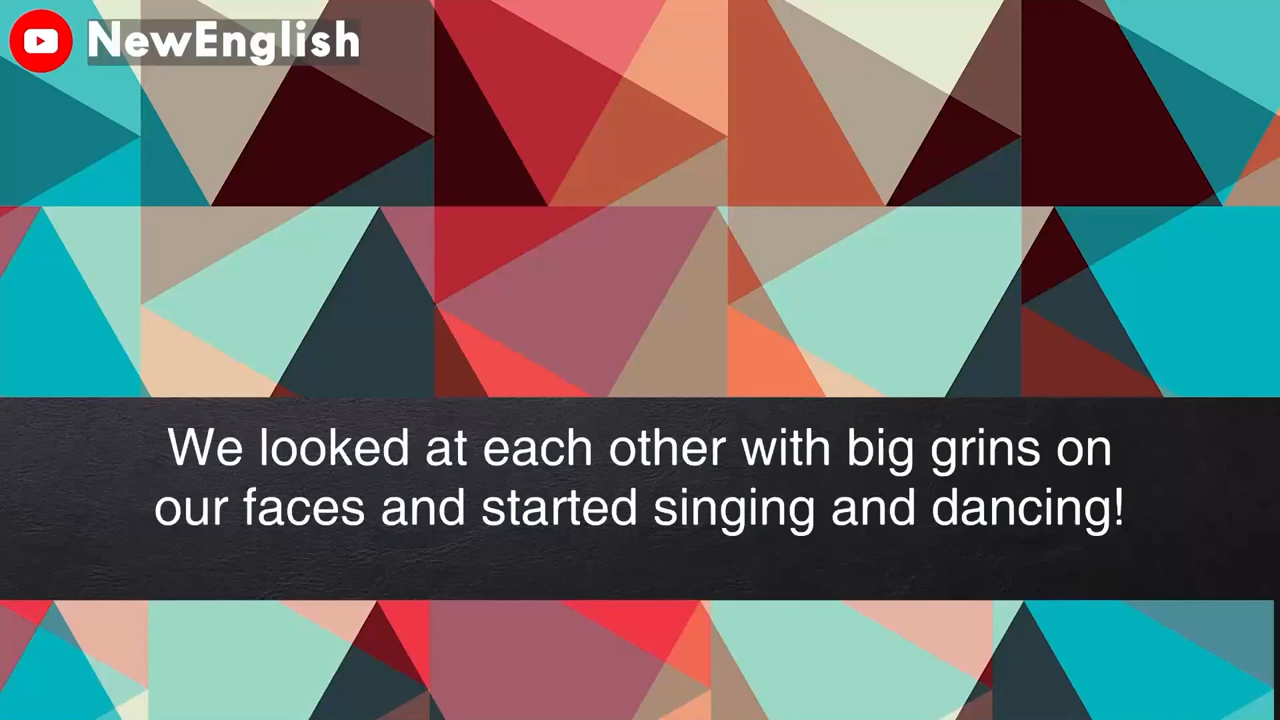 NewEnglish
We looked at each other with big grins on
our faces and started singing and dancing!